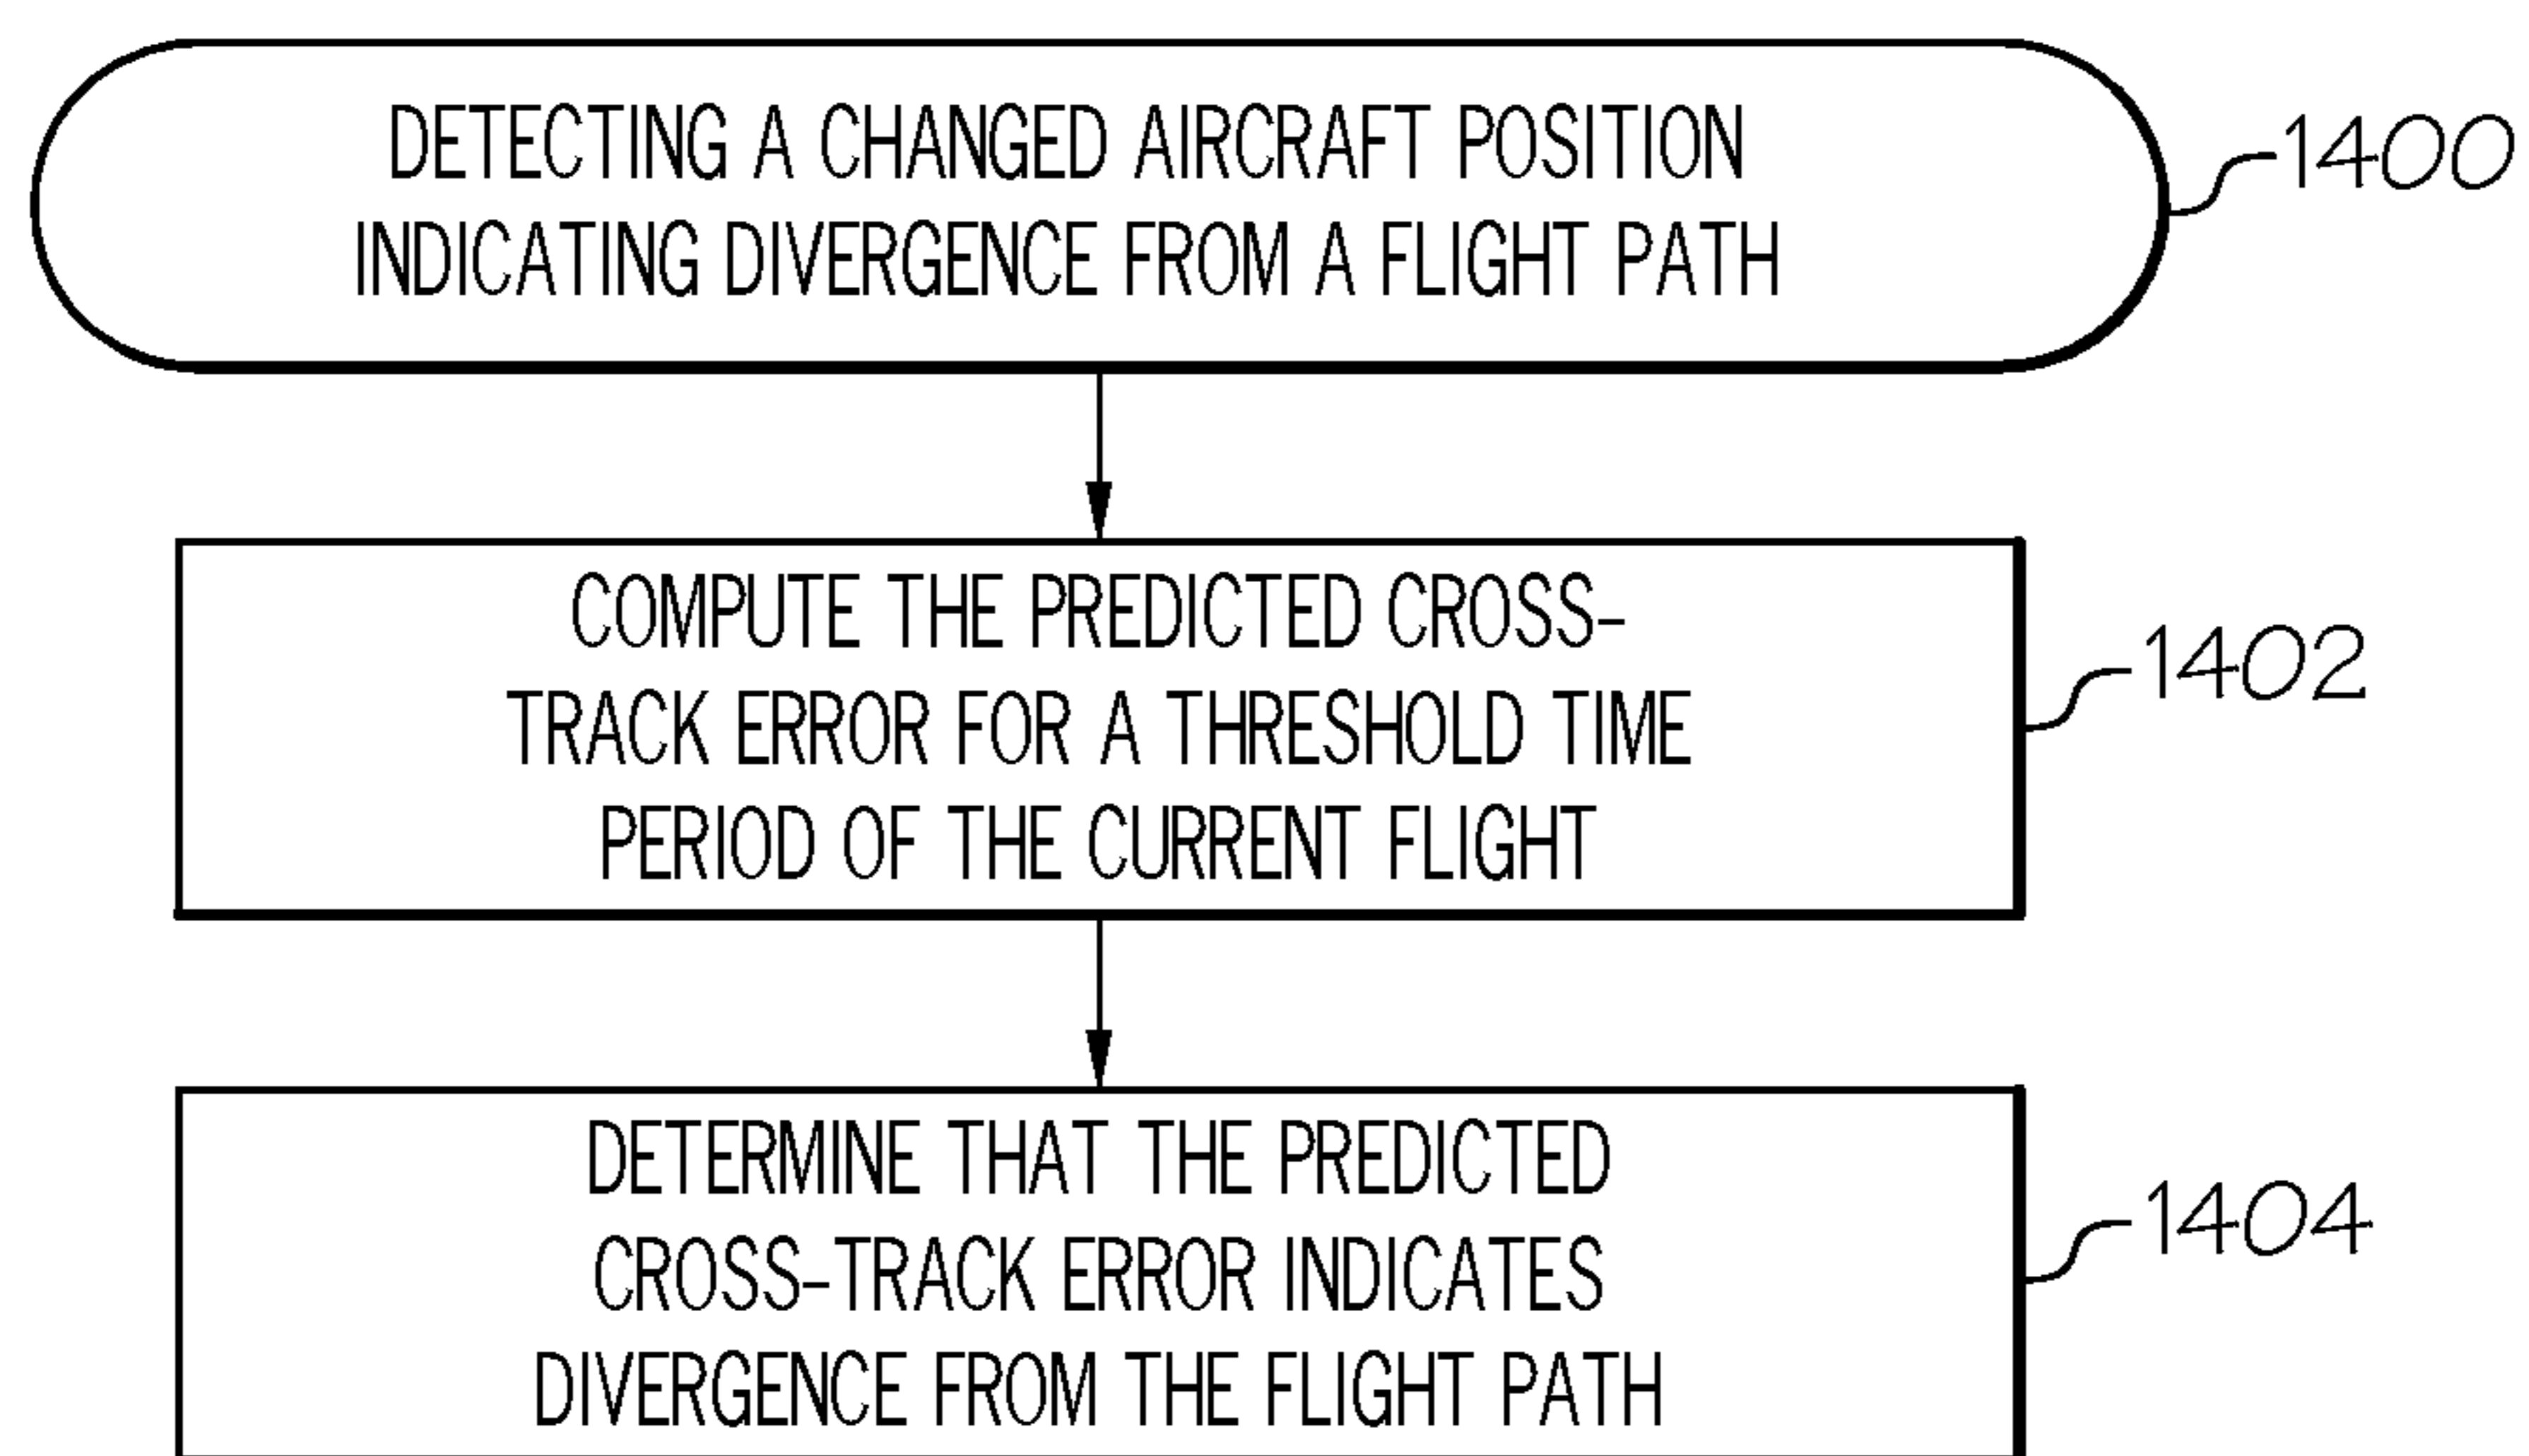 DETECTING A CHANGED AIRCRAFT POSITION
INDICATING DIVERGENCE FROM A FLIGHT PATH
1400
COMPUTE THE PREDICTED CROSS-
TRACK ERROR FOR A THRESHOLD TIME
PERIOD OF THE CURRENT FLIGHT
1402
DETERMINE THAT THE PREDICTED
CROSS-TRACK ERROR INDICATES
DIVERGENCE FROM THE FLIGHT PATH
1404